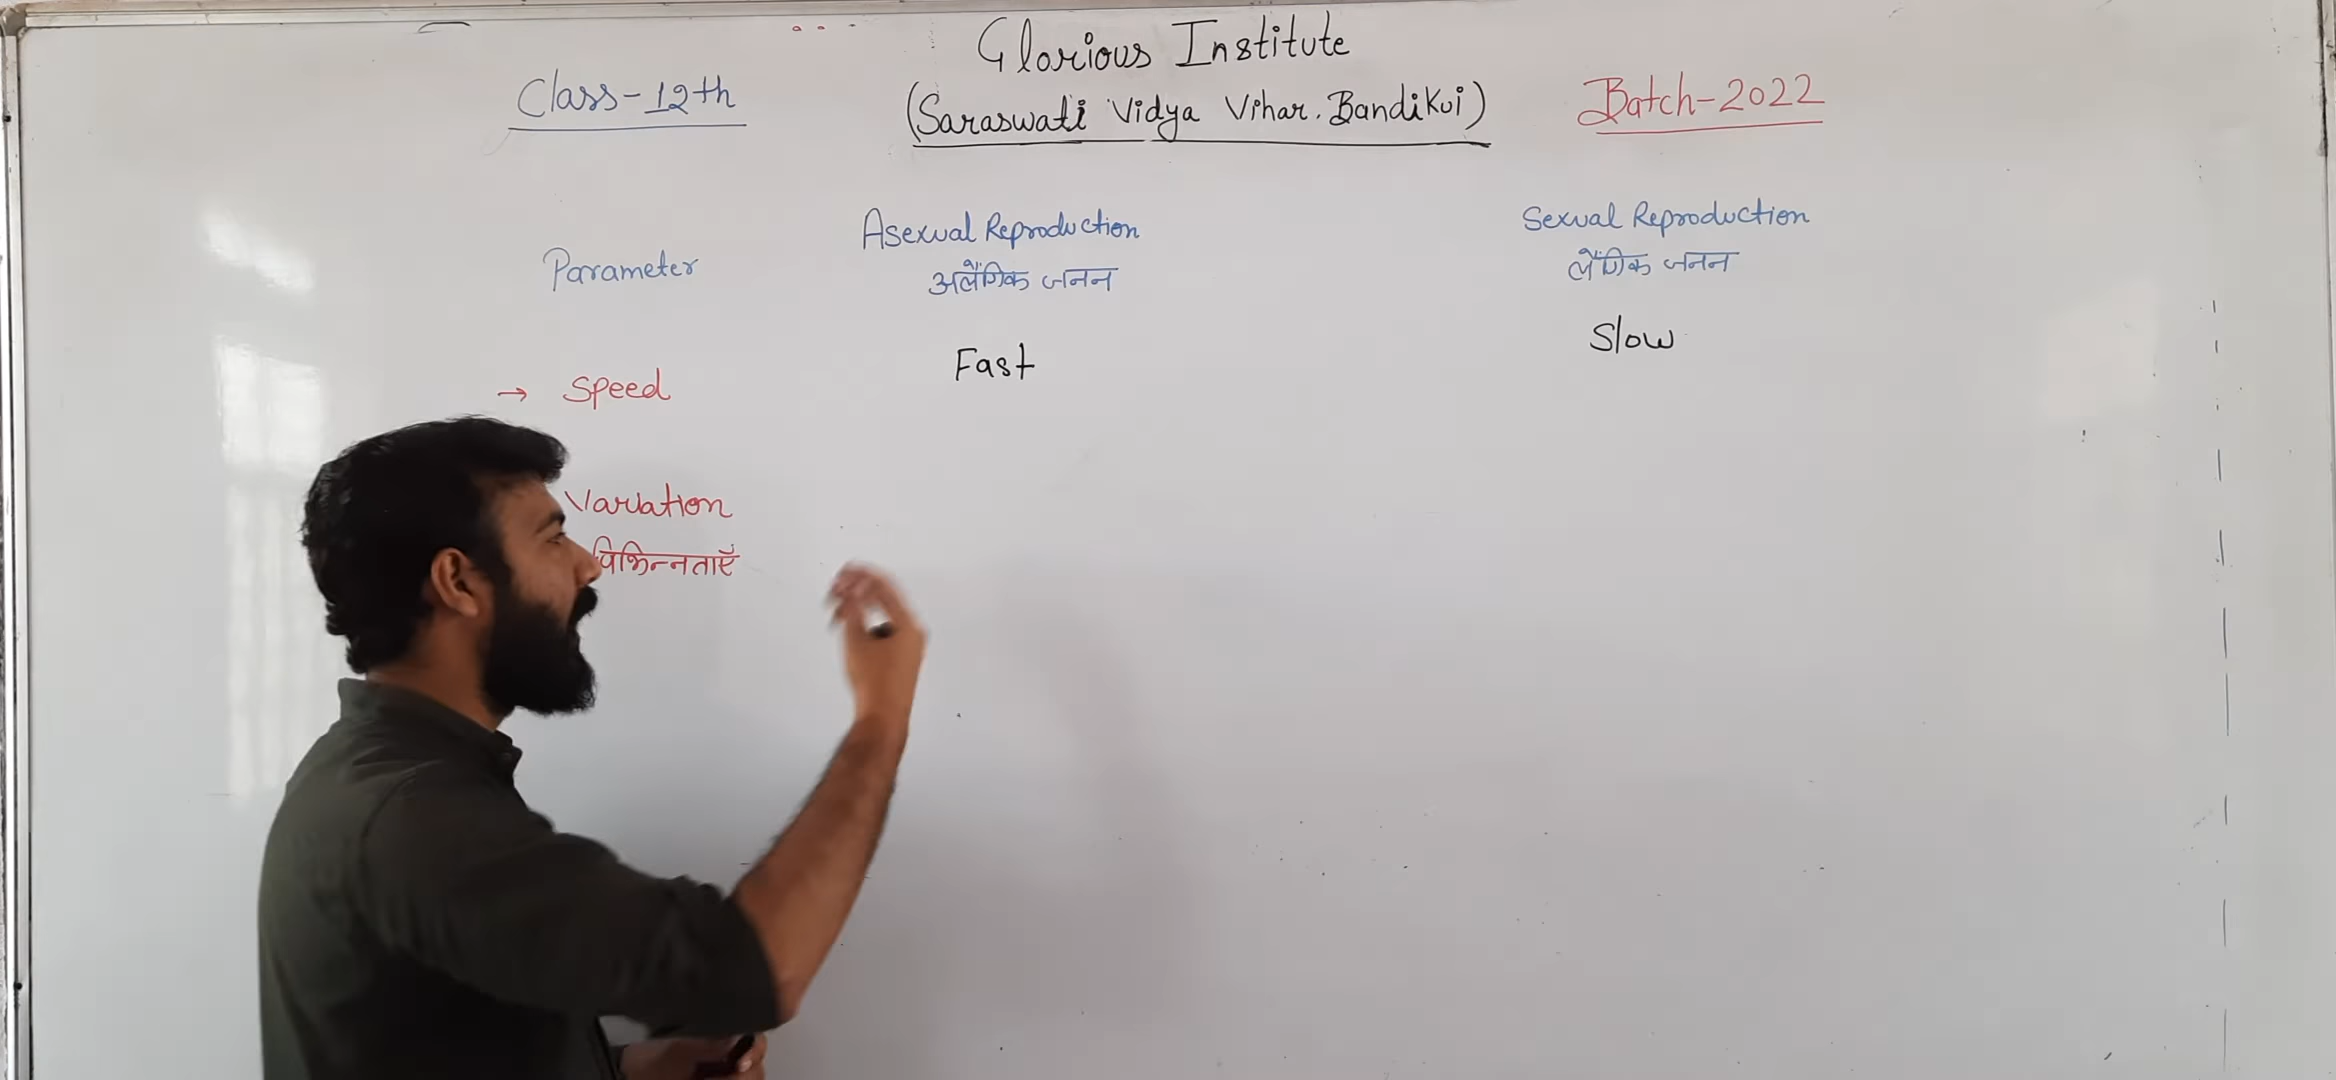 Glorious Institute
Class-12th
(Saraswati Vidya Vihar. Bandikui)
Batch-2022
Parameter
Asexual Reproduction
अलैंगिक जनन
Sexual Reproduction
लैंगिक जनन
→ Speed
Fast
Slow
Variation
विभिन्नताएँ